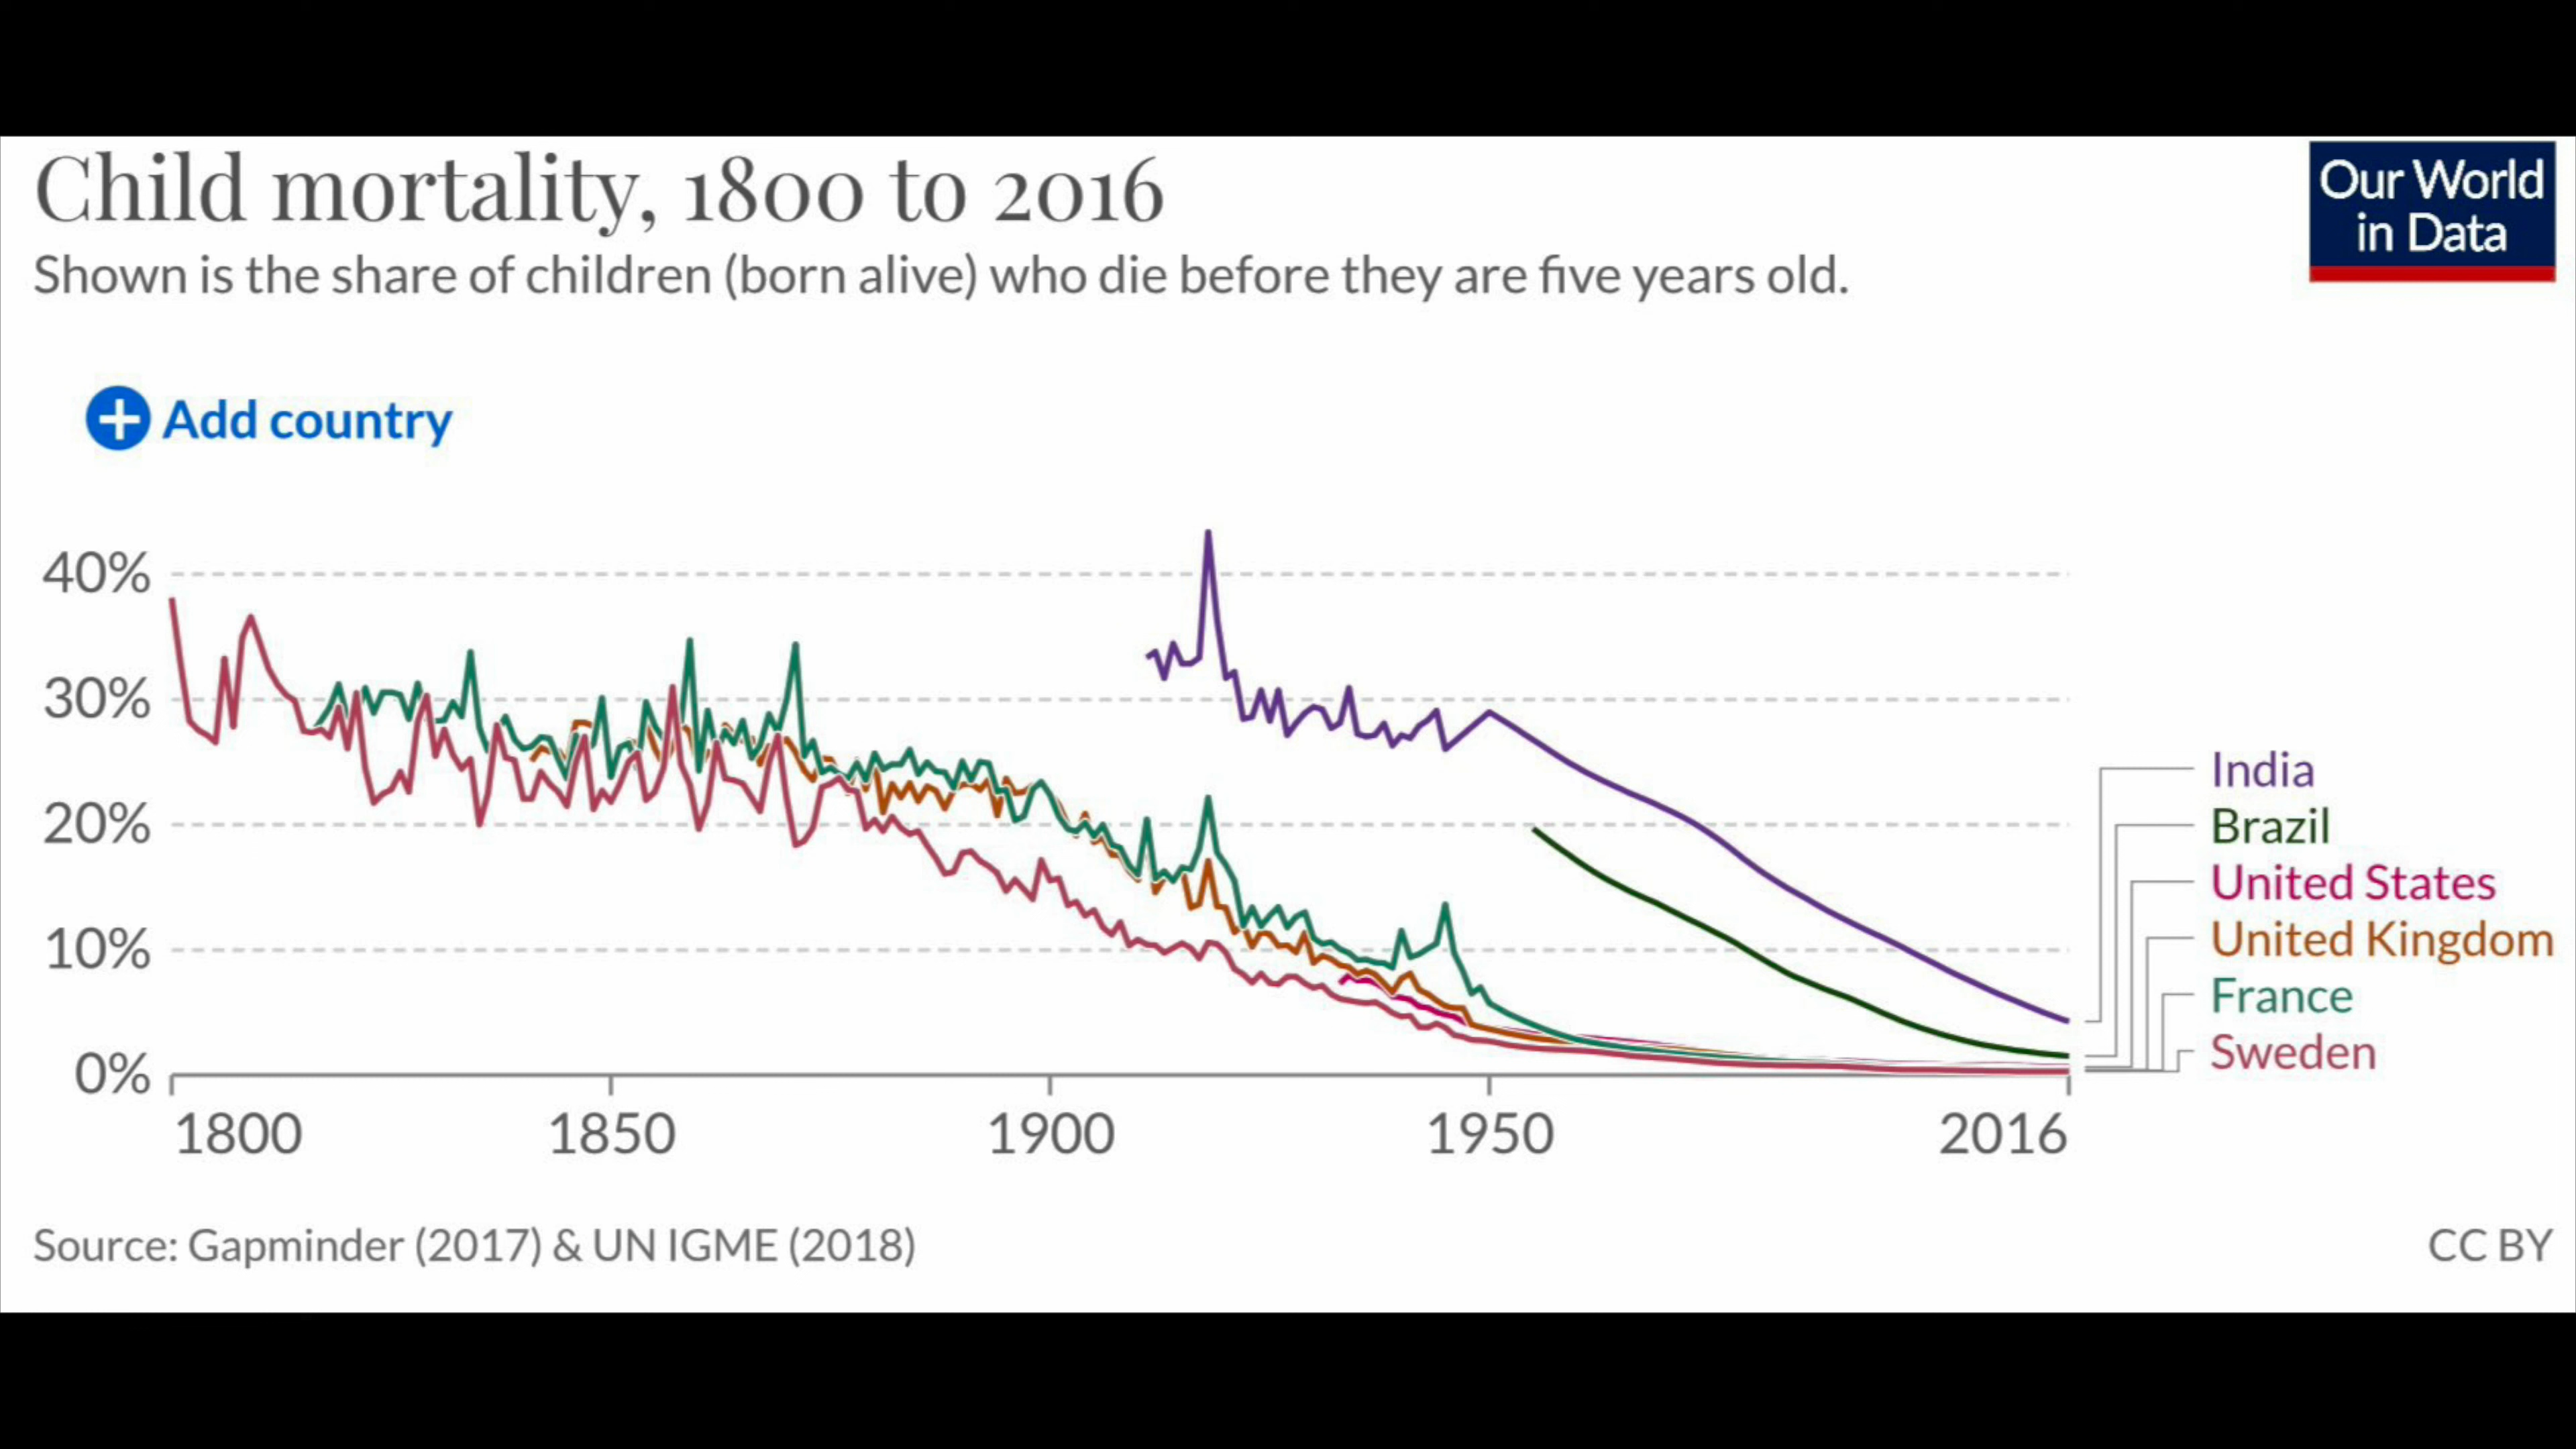 Child mortality, 1800 to 2016
Our World
in Data
Shown is the share of children (born alive) who die before they are five years old.
Add country
40%
30%
20%
10%
0%
1800
1850
1900
1950
2016
India
Brazil
United States
United Kingdom
France
Sweden
Source: Gapminder (2017) & UN IGME (2018)
CC BY